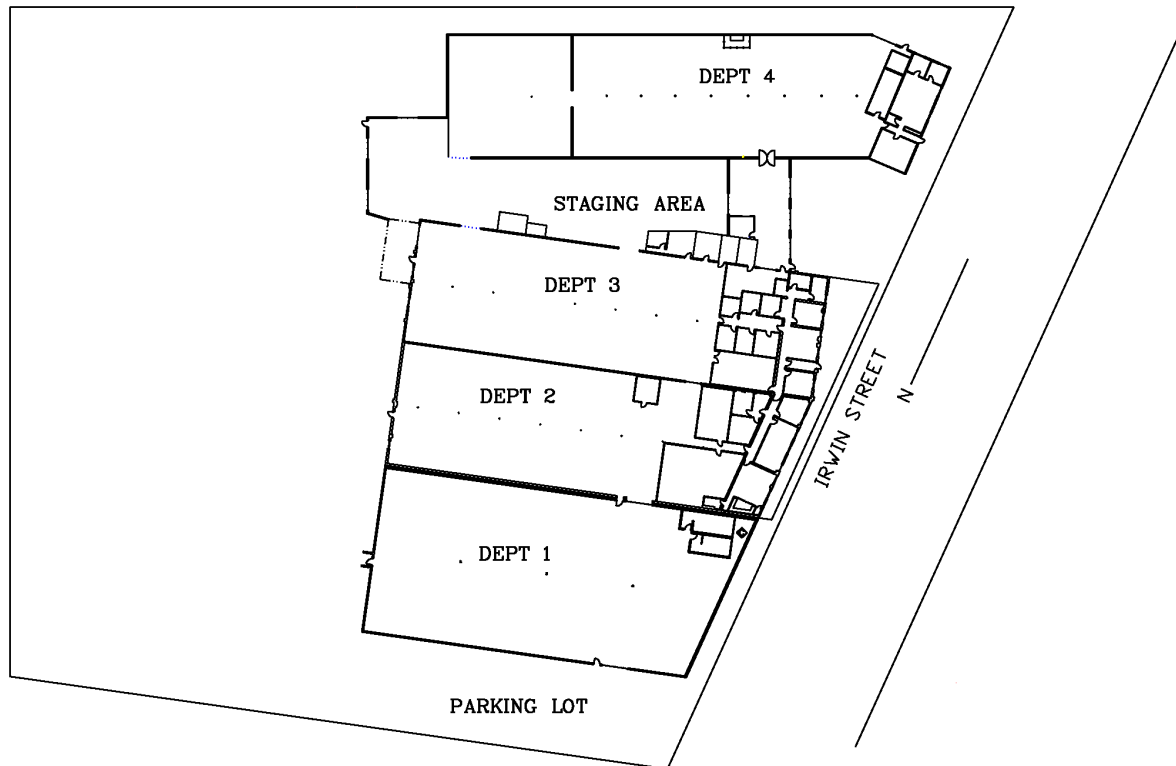 DEPT 4
STAGING AREA
DEPT 3
DEPT 2
IRWIN STREET
N
DEPT 1
PARKING LOT